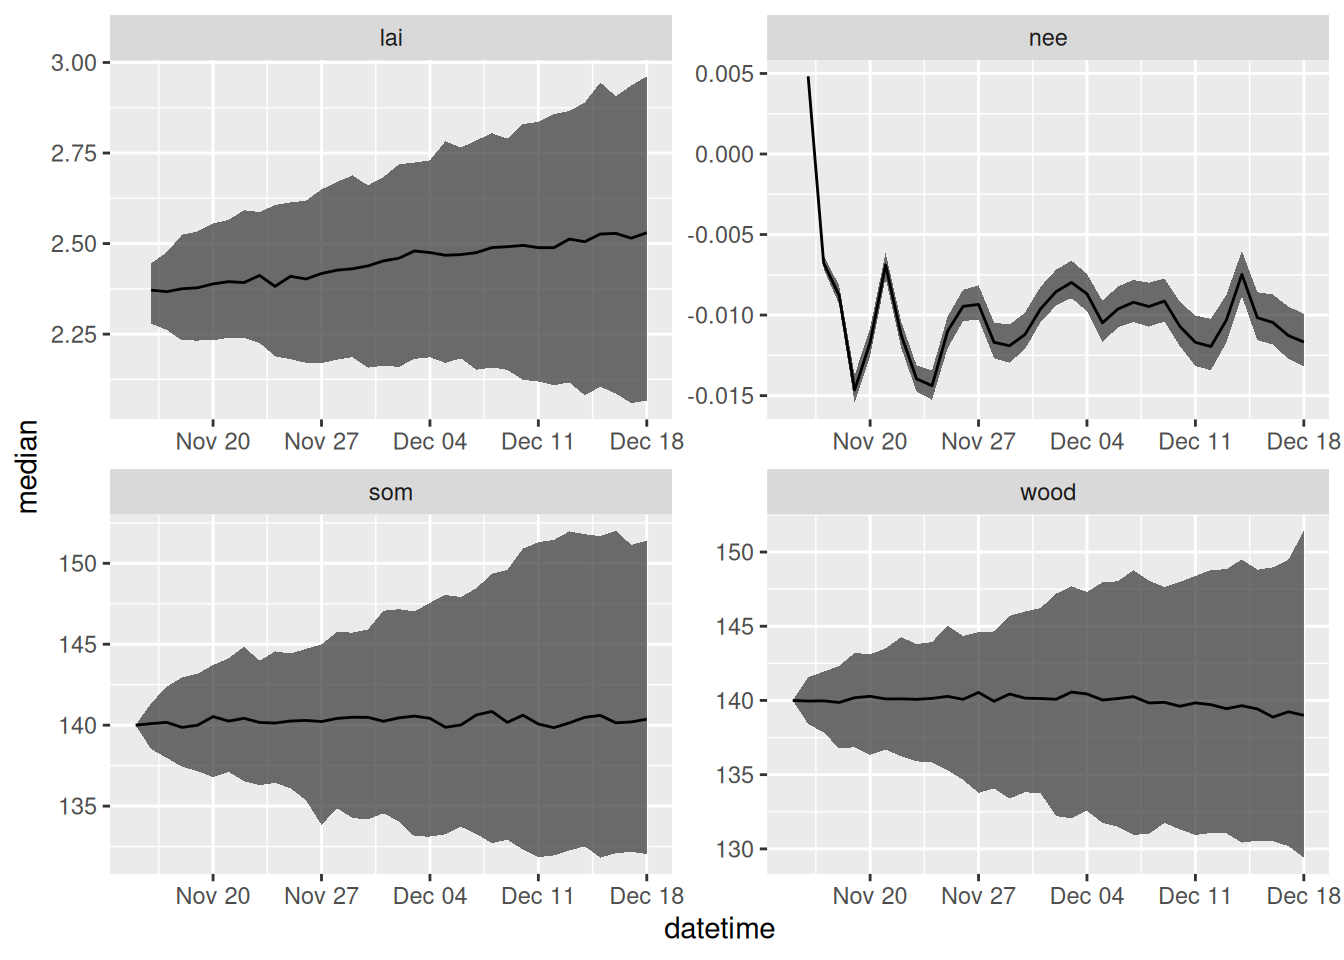 lai
nee
3.00
2.75
2.50
2.25
0.005
0.000
-0.005
-0.010
-0.015
Nov 20 Nov 27 Dec 04 Dec 11 Dec 18
Nov 20 Nov 27 Dec 04 Dec 11 Dec 18
median
som
wood
150
145
140
135
150
145
140
135
130
Nov 20 Nov 27 Dec 04 Dec 11 Dec 18
Nov 20 Nov 27 Dec 04 Dec 11 Dec 18
datetime